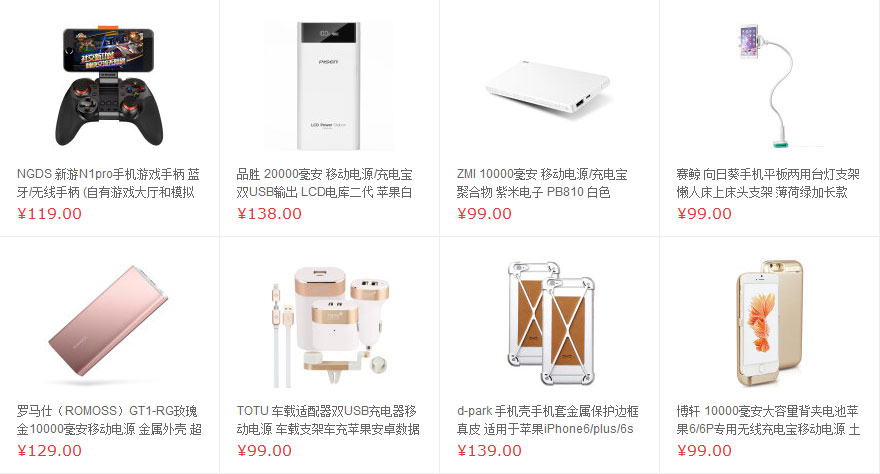 PISEN
LCD Power Station
NGDS 新游N1pro手机游戏手柄 蓝
牙/无线手柄 (自有游戏大厅和模拟
¥119.00
品胜 20000毫安 移动电源/充电宝
双USB输出 LCD电库二代 苹果白
¥138.00
ZMI 10000毫安 移动电源/充电宝
聚合物 紫米电子 PB810 白色
¥99.00
赛鲸 向日葵手机平板两用台灯支架
懒人床上床头支架 薄荷绿加长款
¥99.00
罗马仕（ROMOSS）GT1-RG玫瑰
金10000毫安移动电源 金属外壳 超
¥129.00
TOTU 车载适配器双USB充电器移
动电源 车载支架车充苹果安卓数据
¥99.00
d-park 手机壳手机套金属保护边框
真皮 适用于苹果iPhone6/plus/6s
¥139.00
博轩 10000毫安大容量背夹电池苹
果6/6P专用无线充电宝移动电源 土
¥99.00